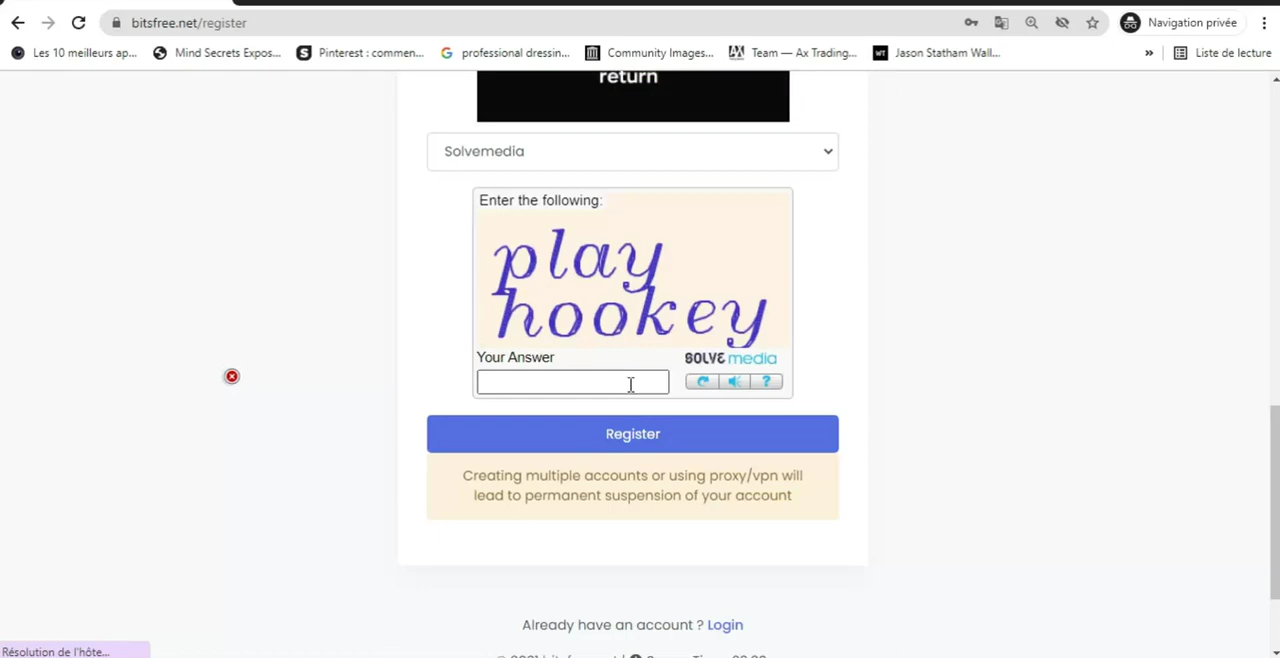 bitsfree.net/register
Navigation privée
Les 10 meilleurs ap...
Mind Secrets Expos...
Pinterest : commen...
professional dressin...
Community Images...
Team — Ax Trading...
Jason Statham Wall...
»
Liste de lecture
return
Solvemedia
Enter the following:
play
hookey
Your Answer
SOLVE media
Register
Creating multiple accounts or using proxy/vpn will
lead to permanent suspension of your account
Already have an account ? Login
Résolution de l'hôte...